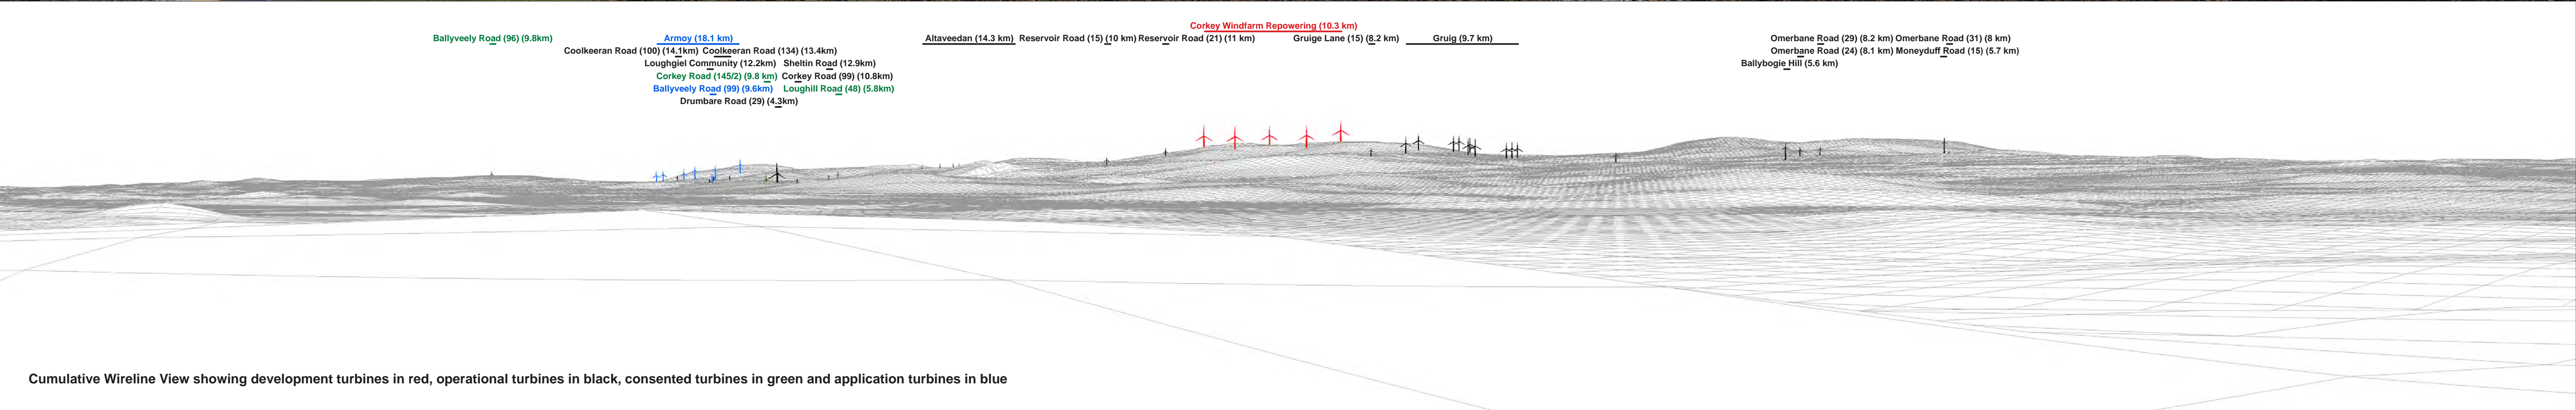 Corkey Windfarm Repowering (10.3 km)
Ballyveely Road (96) (9.8km) Armoy (18.1 km) Altaveedan (14.3 km) Reservoir Road (15) (10 km) Reservoir Road (21) (11 km) Gruige Lane (15) (8.2 km) Gruig (9.7 km) Omerbane Road (29) (8.2 km) Omerbane Road (31) (8 km)
Coolkeeran Road (100) (14.1km) Coolkeeran Road (134) (13.4km) Omerbane Road (24) (8.1 km) Moneyduff Road (15) (5.7 km)
Loughgiel Community (12.2km) Sheltin Road (12.9km) Ballybogie Hill (5.6 km)
Corkey Road (145/2) (9.8 km) Corkey Road (99) (10.8km)
Ballyveely Road (99) (9.6km) Loughill Road (48) (5.8km)
Drumbare Road (29) (4.3km)
Cumulative Wireline View showing development turbines in red, operational turbines in black, consented turbines in green and application turbines in blue